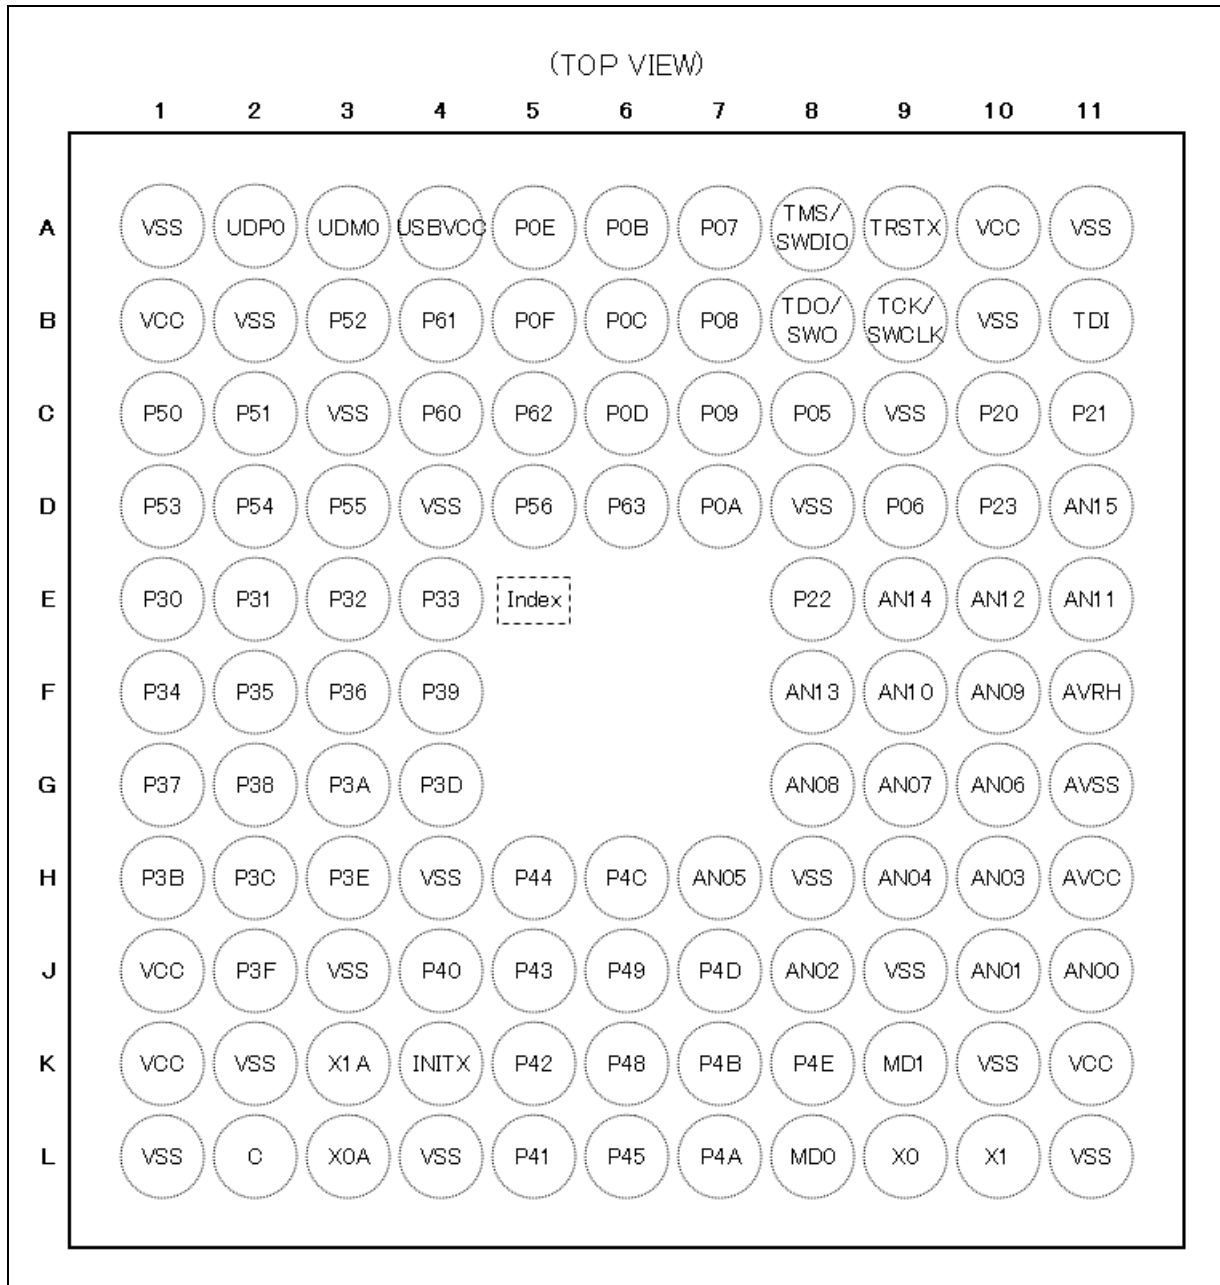 (TOP VIEW)
1 2 3 4 5 6 7 8 9 10 11
A VSS UDP0 UDM0 USBVCC P0E P0B P07 TMS/SWDIO TRSTX VCC VSS
B VCC VSS P52 P61 P0F P0C P08 TDO/SWO TCK/SWCLK VSS TDI
C P50 P51 VSS P60 P62 P0D P09 P05 VSS P20 P21
D P53 P54 P55 VSS P56 P63 P0A VSS P06 P23 AN15
E P30 P31 P32 P33 Index P22 AN14 AN12 AN11
F P34 P35 P36 P39 AN13 AN10 AN09 AVRH
G P37 P38 P3A P3D AN08 AN07 AN06 AVSS
H P3B P3C P3E VSS P44 P4C AN05 VSS AN04 AN03 AVCC
J VCC P3F VSS P40 P43 P49 P4D AN02 VSS AN01 AN00
K VCC VSS X1A INITX P42 P48 P4B P4E MD1 VSS VCC
L VSS C X0A VSS P41 P45 P4A MD0 X0 X1 VSS